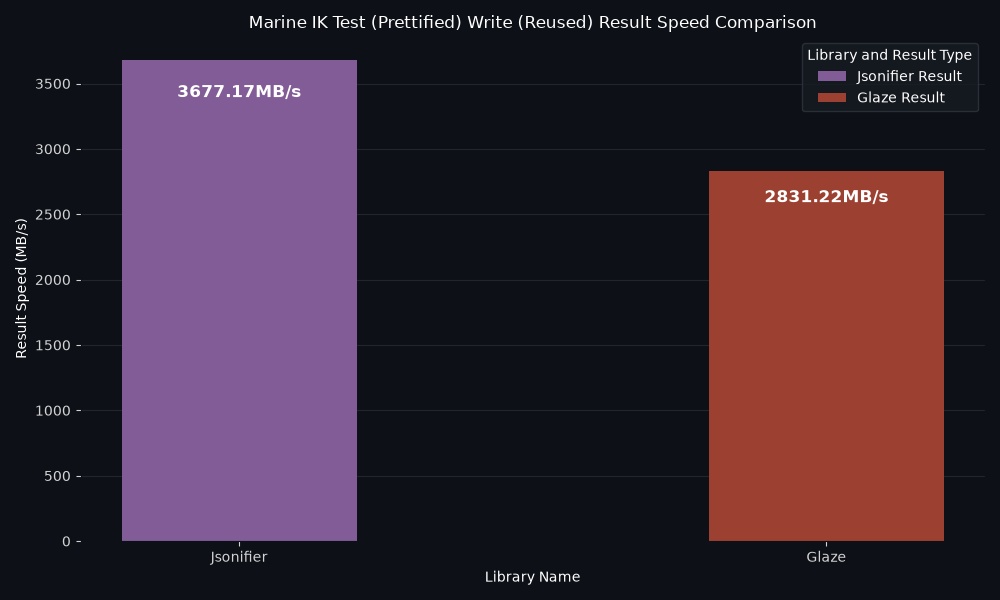 Marine IK Test (Prettified) Write (Reused) Result Speed Comparison
Library and Result Type
Jsonifier Result
Glaze Result
3677.17MB/s
2831.22MB/s
Result Speed (MB/s)
3500
3000
2500
2000
1500
1000
500
0
Jsonifier
Glaze
Library Name